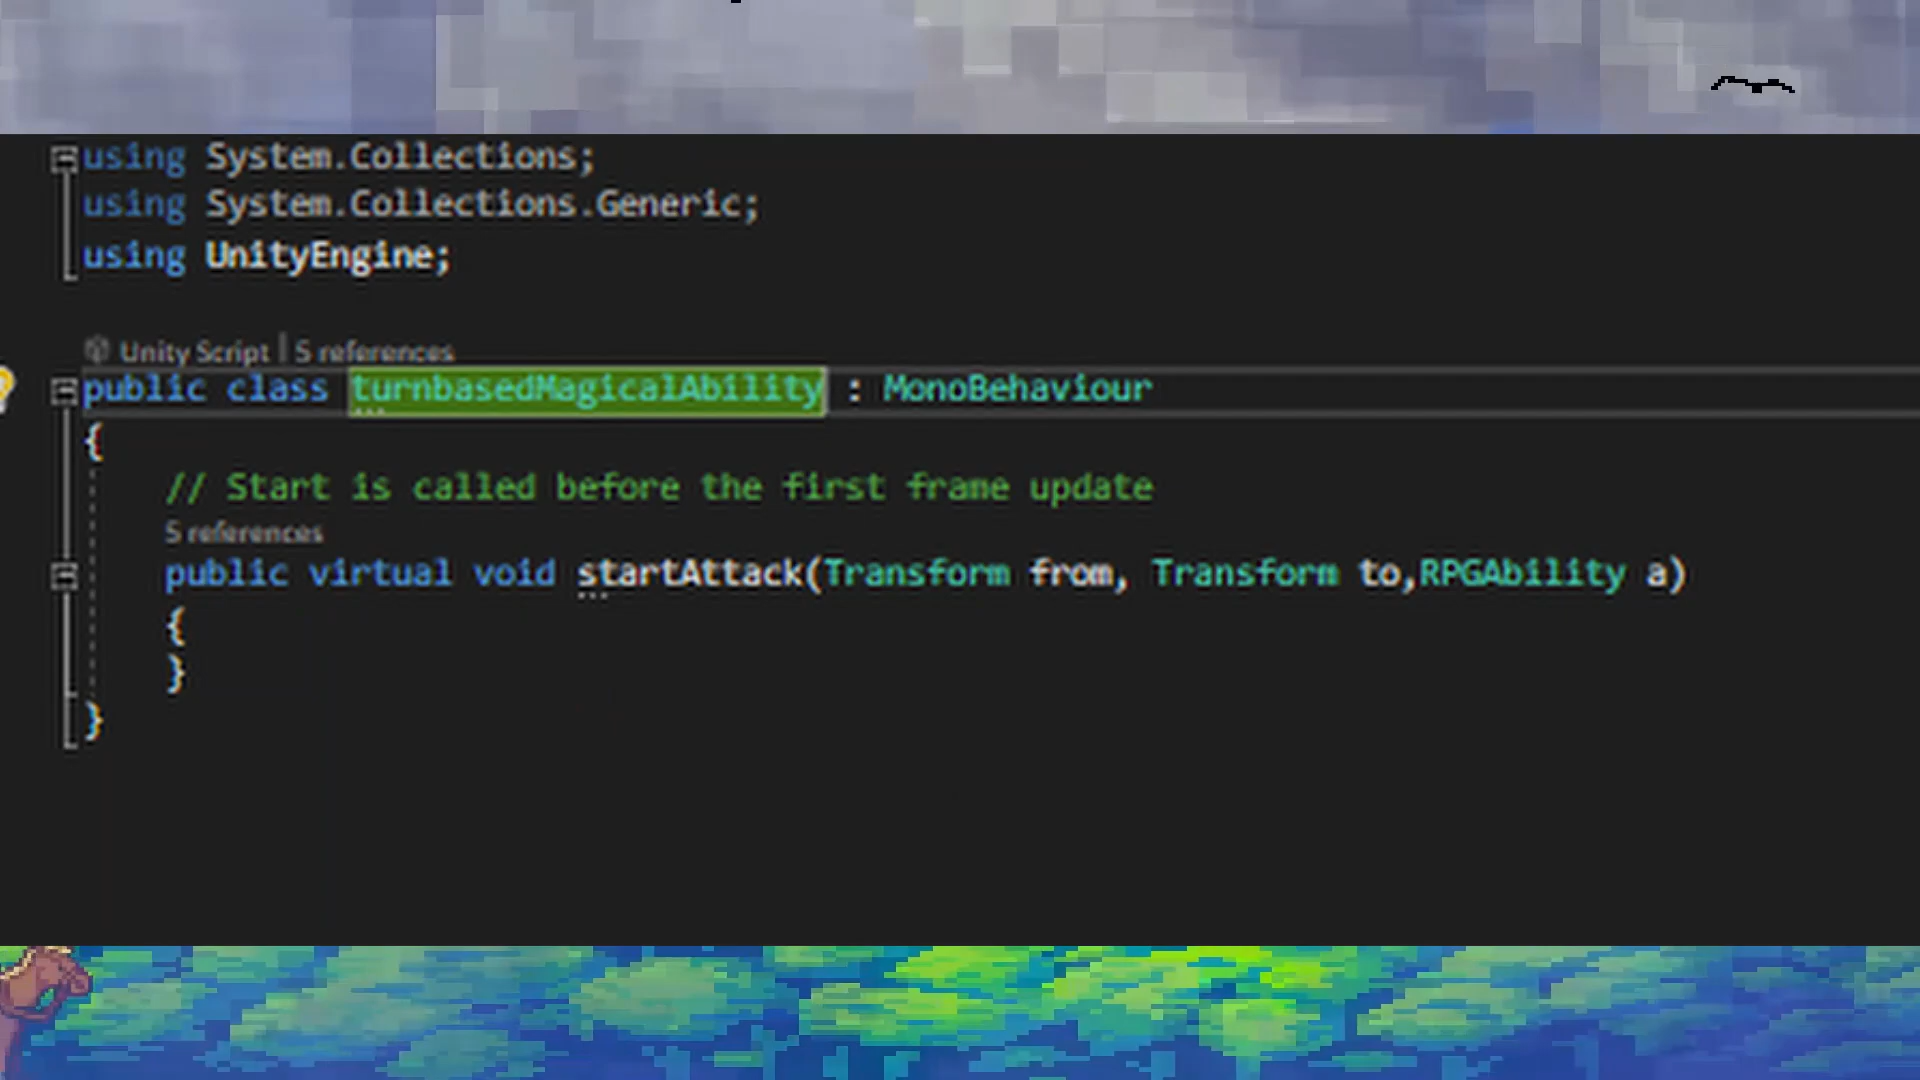 using System.Collections;
using System.Collections.Generic;
using UnityEngine;
Unity Script | 5 references
public class turnbasedMagicalAbility : MonoBehaviour
{
// Start is called before the first frame update
5 references
public virtual void startAttack(Transform from, Transform to,RPGAbility a)
{
}
}